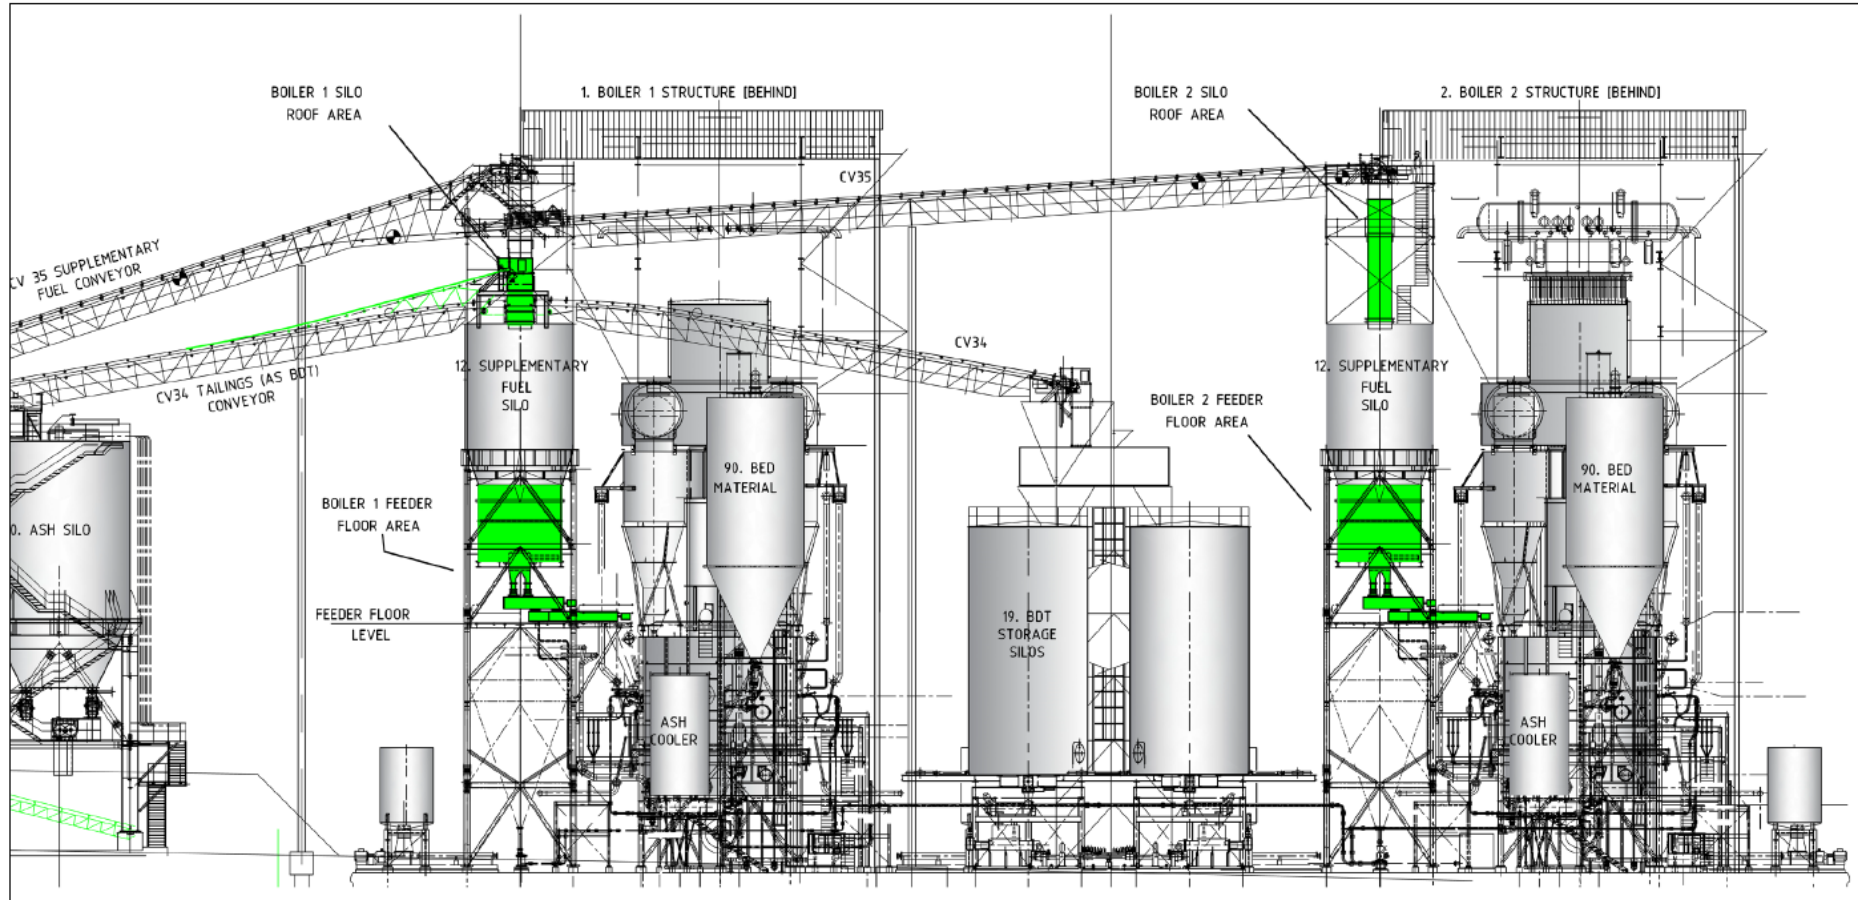 BOILER 1 SILO
ROOF AREA
1. BOILER 1 STRUCTURE [BEHIND]
BOILER 2 SILO
ROOF AREA
2. BOILER 2 STRUCTURE [BEHIND]
CV35
CV 35 SUPPLEMENTARY
FUEL CONVEYOR
CV34
CV34 TAILINGS (AS BDT)
CONVEYOR
12. SUPPLEMENTARY
FUEL
SILO
12. SUPPLEMENTARY
FUEL
SILO
BOILER 2 FEEDER
FLOOR AREA
90. BED
MATERIAL
90. BED
MATERIAL
BOILER 1 FEEDER
FLOOR AREA
0. ASH SILO
FEEDER FLOOR
LEVEL
19. BDT
STORAGE
SILOS
ASH
COOLER
ASH
COOLER